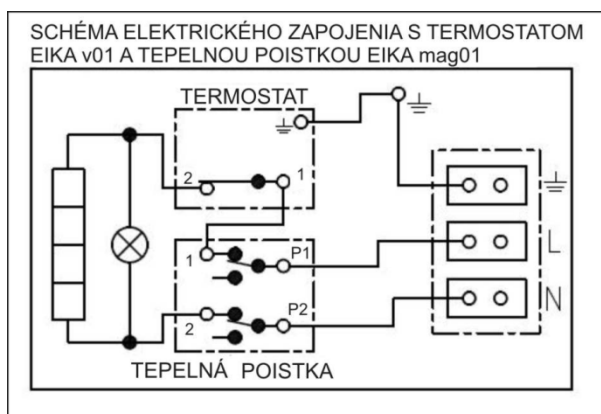 SCHÉMA ELEKTRICKÉHO ZAPOJENIA S TERMOSTATOM
EIKA v01 A TEPELNOU POISTKOU EIKA mag01
TERMOSTAT
2
1
1
P1
L
2
P2
N
TEPELNÁ POISTKA